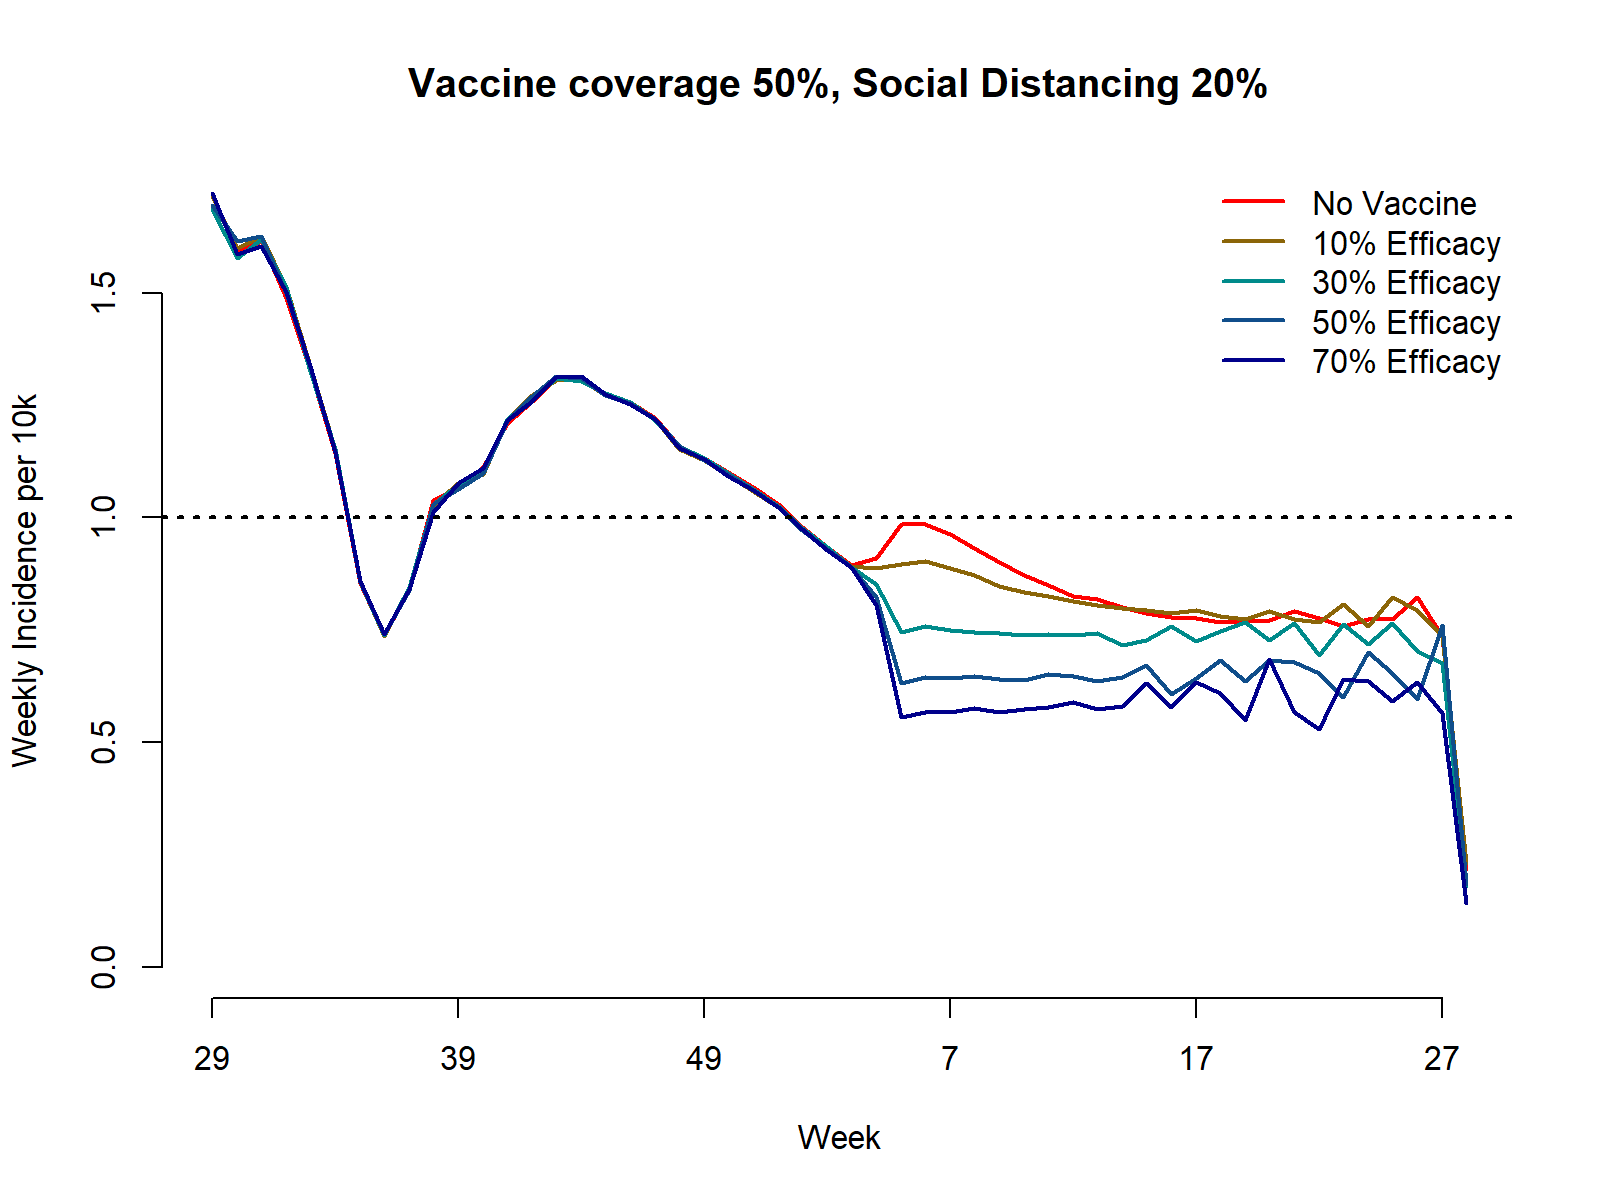 Vaccine coverage 50%, Social Distancing 20%
No Vaccine
10% Efficacy
30% Efficacy
50% Efficacy
70% Efficacy
Weekly Incidence per 10k
1.5
1.0
0.5
0.0
29 39 49 7 17 27
Week